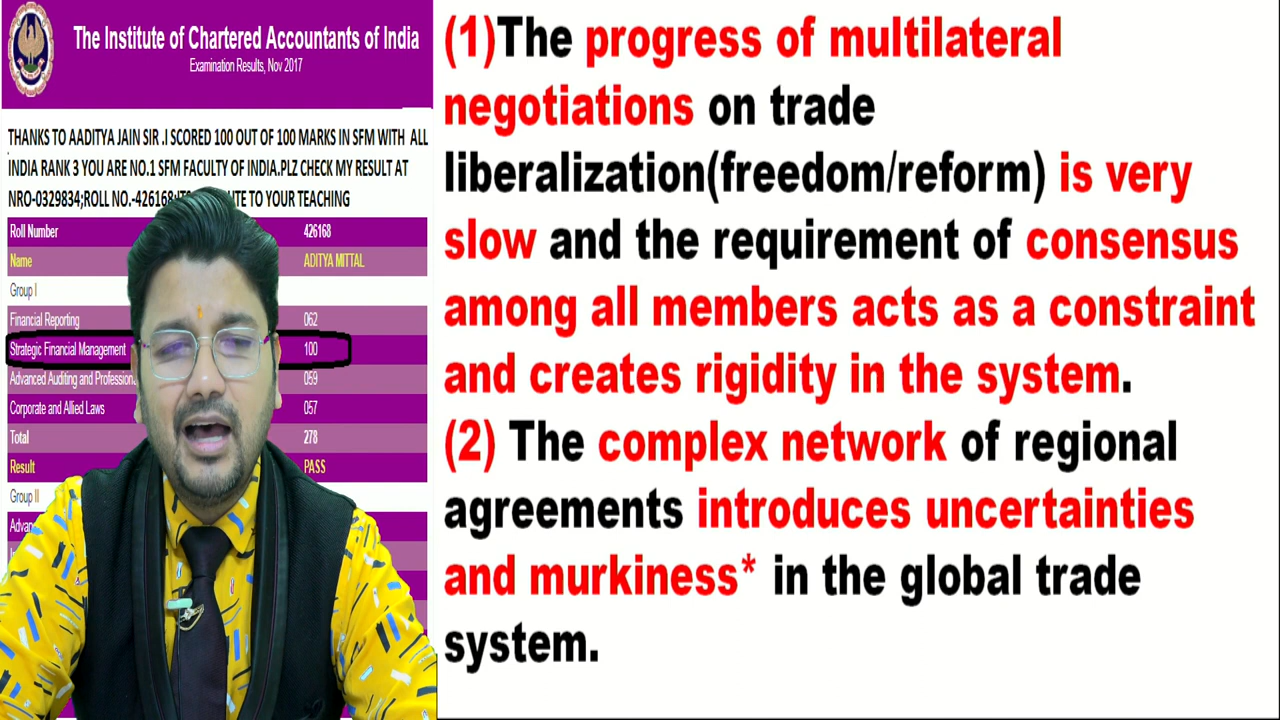 The Institute of Chartered Accountants of India
Examination Results, Nov 2017
THANKS TO AADITYA JAIN SIR .I SCORED 100 OUT OF 100 MARKS IN SFM WITH ALL
INDIA RANK 3 YOU ARE NO.1 SFM FACULTY OF INDIA.PLZ CHECK MY RESULT AT
NRO-0329834;ROLL NO.-426168 TO YOUR TEACHING
Roll Number 426168
Name ADITYA MITTAL
Group I
Financial Reporting 062
Strategic Financial Management 100
Advanced Auditing and 059
Corporate and Allied Laws 057
Total 278
Result PASS
Group II
(1)The progress of multilateral
negotiations on trade
liberalization(freedom/reform) is very
slow and the requirement of consensus
among all members acts as a constraint
and creates rigidity in the system.
(2) The complex network of regional
agreements introduces uncertainties
and murkiness* in the global trade
system.